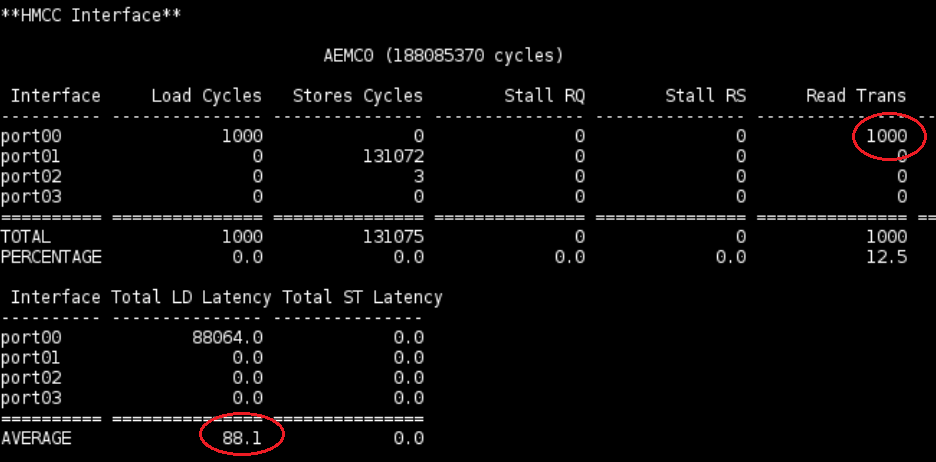 **HMCC Interface**
AEMC0 (188085370 cycles)
Interface Load Cycles Stores Cycles Stall RQ Stall RS Read Trans
---------- --------------- --------------- --------------- --------------- --------------- --
port00 1000 0 0 0 1000
port01 0 131072 0 0 0
port02 0 3 0 0 0
port03 0 0 0 0 0
========== =============== =============== =============== =============== =============== ==
TOTAL 1000 131075 0 0 1000
PERCENTAGE 0.0 0.0 0.0 0.0 12.5
Interface Total LD Latency Total ST Latency
---------- --------------- ---------------
port00 88064.0 0.0
port01 0.0 0.0
port02 0.0 0.0
port03 0.0 0.0
========== =============== ===============
AVERAGE 88.1 0.0